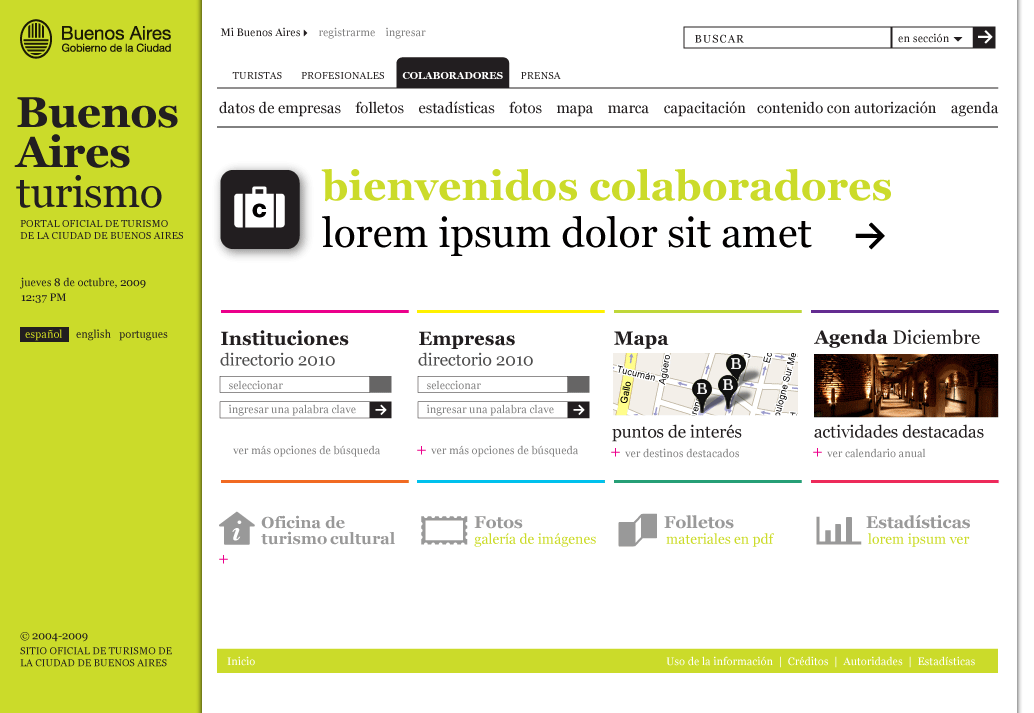 Buenos Aires
Gobierno de la Ciudad
Buenos
Aires
turismo
PORTAL OFICIAL DE TURISMO
DE LA CIUDAD DE BUENOS AIRES
jueves 8 de octubre, 2009
12:37 PM
español english portugues
© 2004-2009
SITIO OFICIAL DE TURISMO DE
LA CIUDAD DE BUENOS AIRES
Mi Buenos Aires registrarme ingresar
BUSCAR en sección
TURISTAS PROFESIONALES COLABORADORES PRENSA
datos de empresas folletos estadísticas fotos mapa marca capacitación contenido con autorización agenda
C
bienvenidos colaboradores
lorem ipsum dolor sit amet
Instituciones
directorio 2010
seleccionar
ingresar una palabra clave
ver más opciones de búsqueda
Empresas
directorio 2010
seleccionar
ingresar una palabra clave
+ ver más opciones de búsqueda
Mapa
Tucumán
Gallo
Agüero
B
B
B
puntos de interés
+ ver destinos destacados
Agenda Diciembre
actividades destacadas
+ ver calendario anual
i
Oficina de
turismo cultural
+
Fotos
galería de imágenes
Folletos
materiales en pdf
Estadísticas
lorem ipsum ver
Inicio
Uso de la información | Créditos | Autoridades | Estadísticas